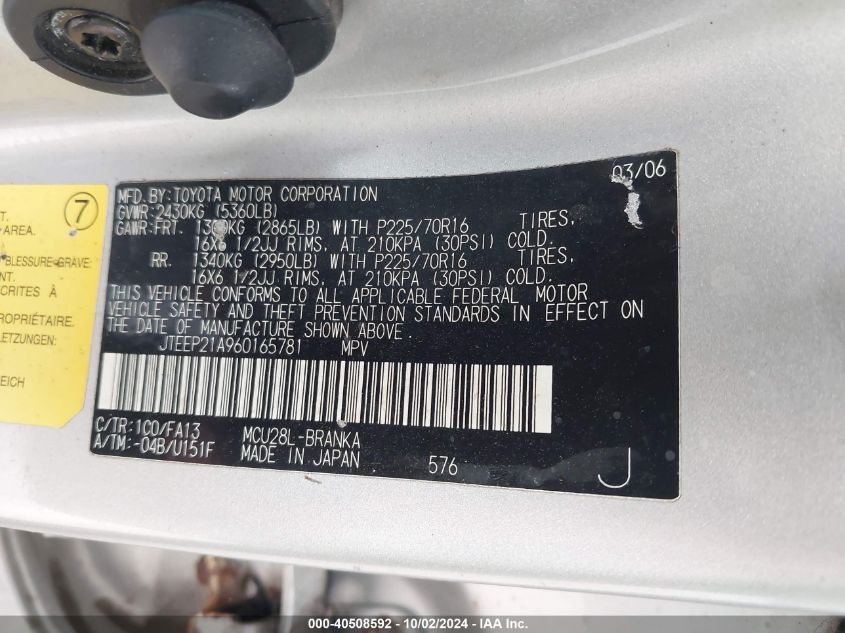 03/06
MFD. BY: TOYOTA MOTOR CORPORATION
GVWR: 2430KG (5360LB)
GAWR: FRT. 1300KG (2865LB) WITH P225/70R16 TIRES,
16X6 1/2JJ RIMS, AT 210KPA (30PSI) COLD.
RR. 1340KG (2950LB) WITH P225/70R16 TIRES,
16X6 1/2JJ RIMS, AT 210KPA (30PSI) COLD.
THIS VEHICLE CONFORMS TO ALL APPLICABLE FEDERAL MOTOR
VEHICLE SAFETY AND THEFT PREVENTION STANDARDS IN EFFECT ON
THE DATE OF MANUFACTURE SHOWN ABOVE.
JTEEP21A960165781 MPV
C/TR: 1C0/FA13 MCU28L-BRANKA
A/TM: -04B/U151F MADE IN JAPAN 576 J
7
AREA.
BLESSURE GRAVE:
NT.
CRITES À
PROPRIÉTAIRE.
LETZUNGEN:
EICH
000-40508592 - 10/02/2024 - IAAI Inc.